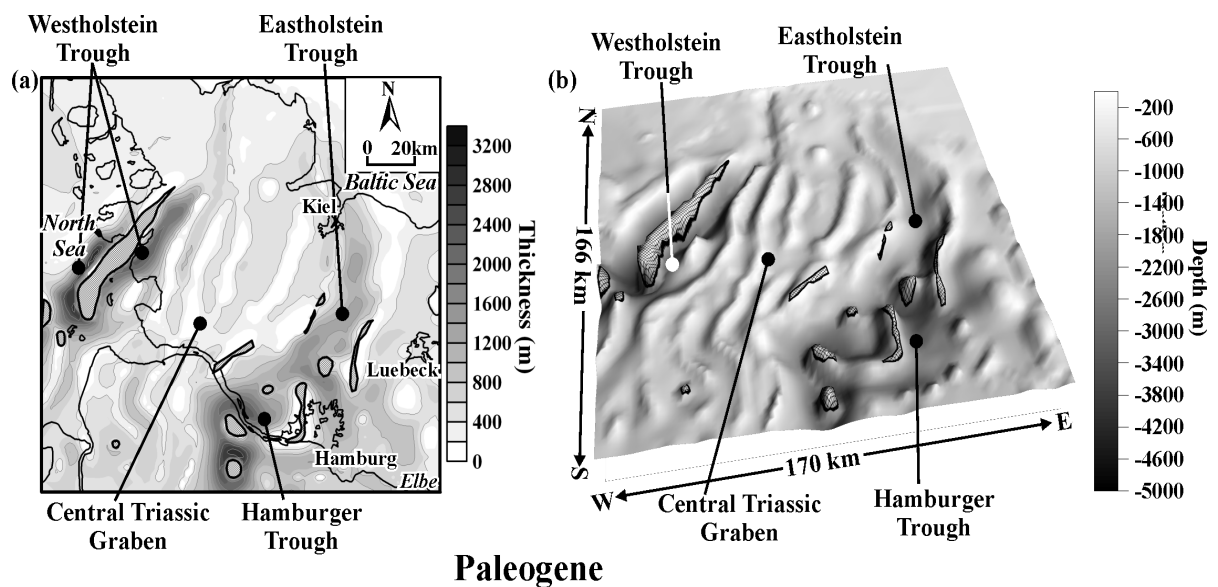 Westholstein
Trough
Eastholstein
Trough
(a)
N
0 20km
Baltic Sea
Kiel
North
Sea
Luebeck
Hamburg
Elbe
3200
2800
2400
2000
1600
1200
800
400
0
Thickness (m)
Central Triassic
Graben
Hamburger
Trough
(b)
Westholstein
Trough
Eastholstein
Trough
N
166 km
S
W
170 km
E
Central Triassic
Graben
Hamburger
Trough
-200
-600
-1000
-1400
-1800
-2200
-2600
-3000
-3400
-3800
-4200
-4600
-5000
Depth (m)
Paleogene